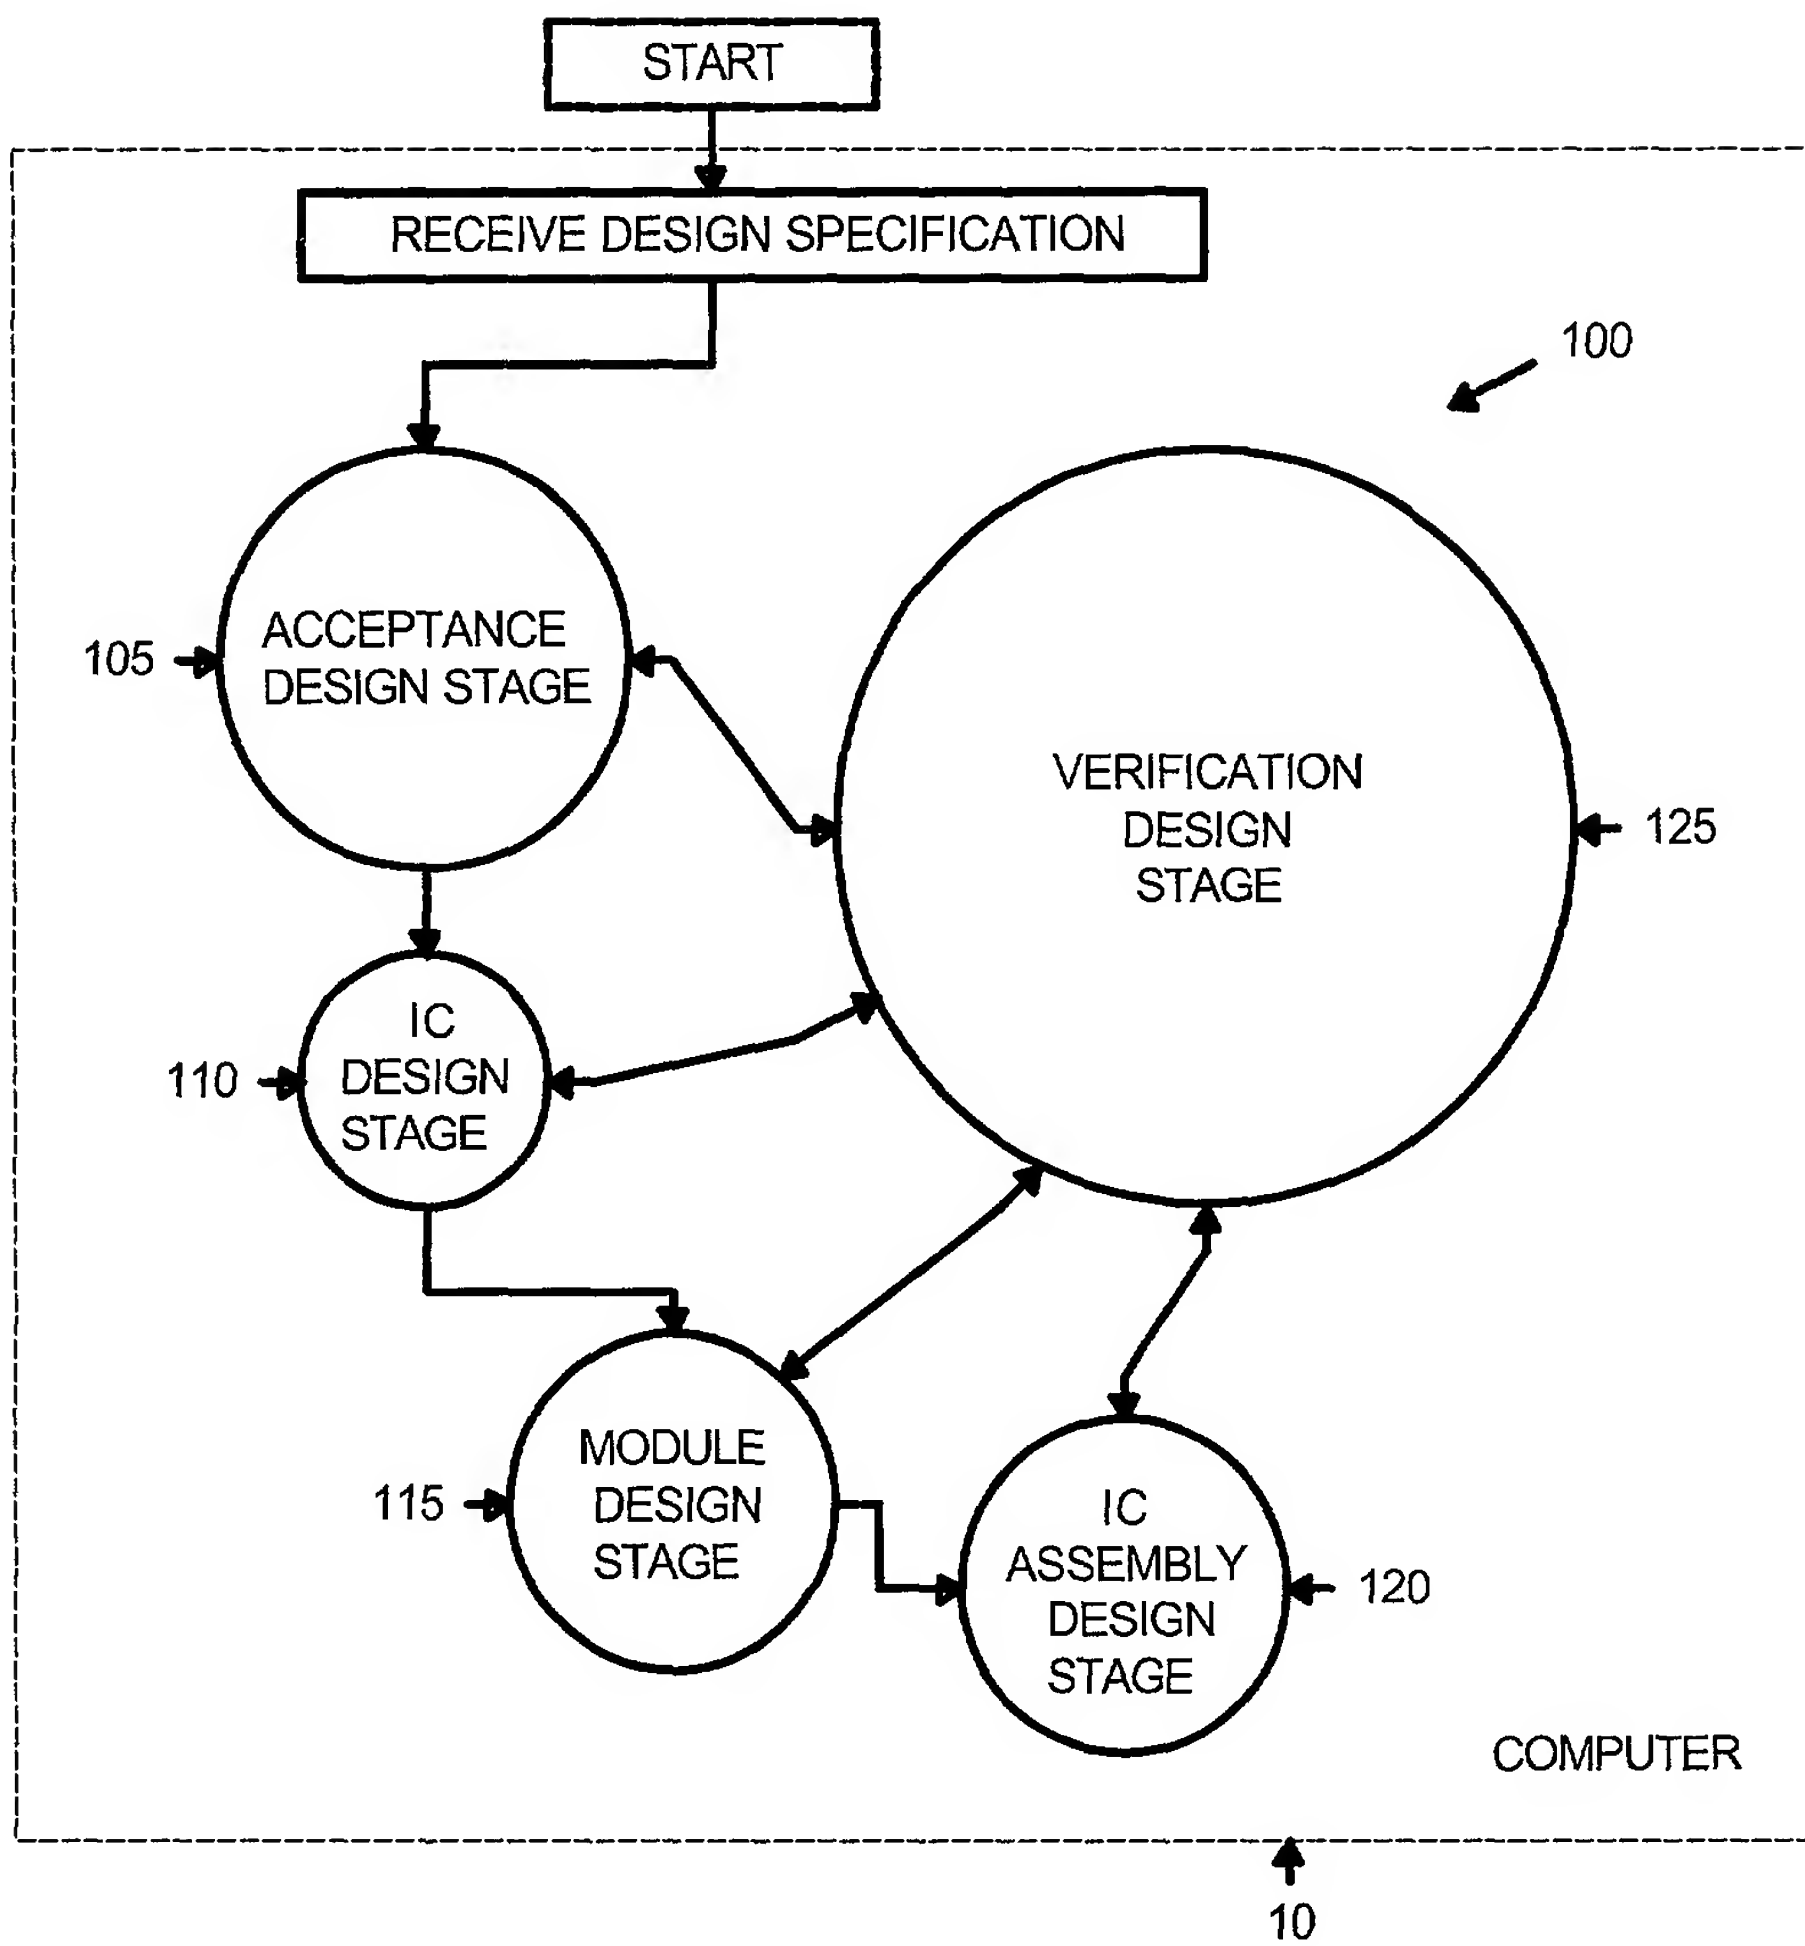 START
RECEIVE DESIGN SPECIFICATION
100
ACCEPTANCE
DESIGN STAGE
105
VERIFICATION
DESIGN
STAGE
125
IC
DESIGN
STAGE
110
MODULE
DESIGN
STAGE
115
IC
ASSEMBLY
DESIGN
STAGE
120
COMPUTER
10